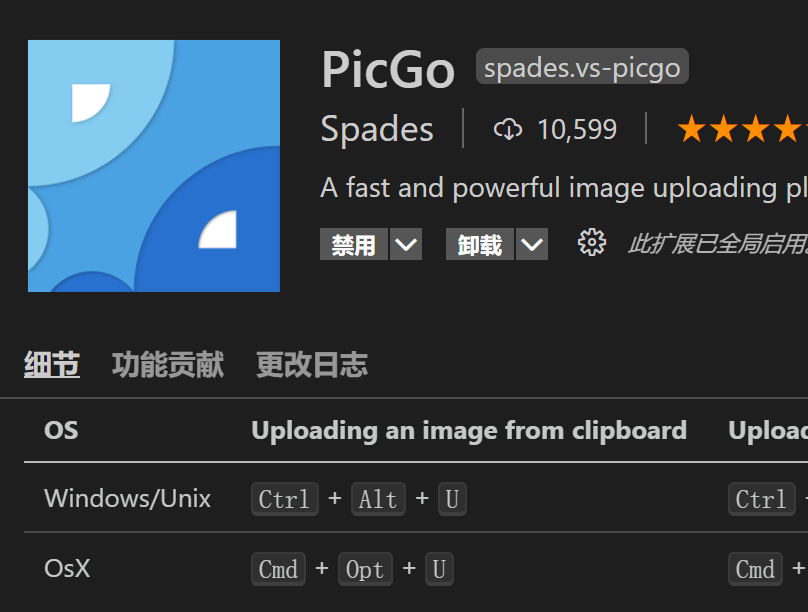 PicGo spades.vs-picgo
Spades 10,599
A fast and powerful image uploading pl
禁用 卸载 此扩展已全局启用
细节 功能贡献 更改日志
OS Uploading an image from clipboard Upload
Windows/Unix Ctrl + Alt + U Ctrl +
OsX Cmd + Opt + U Cmd +